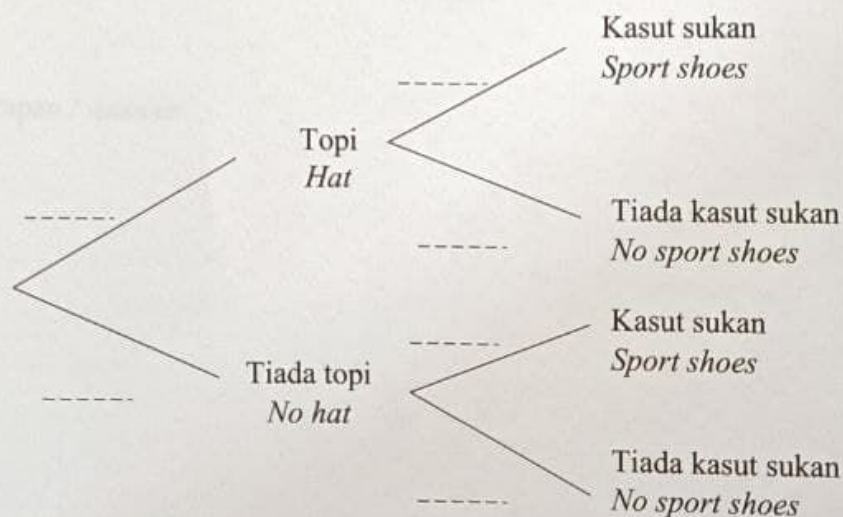 Kasut sukan
Sport shoes
Topi
Hat
Tiada kasut sukan
No sport shoes
Kasut sukan
Sport shoes
Tiada topi
No hat
Tiada kasut sukan
No sport shoes